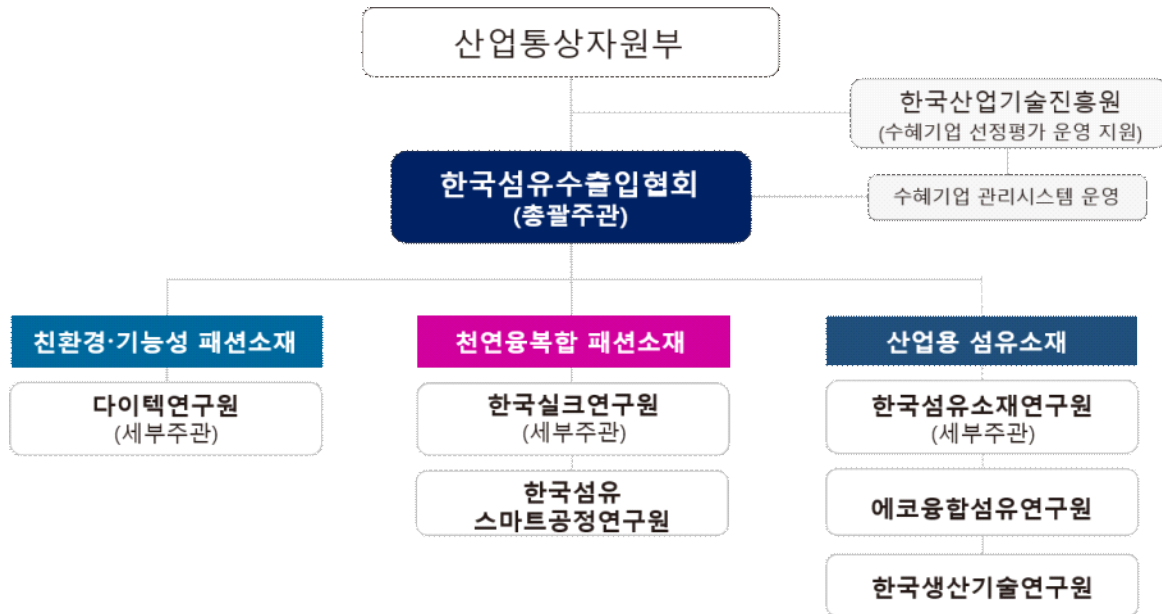 산업통상자원부
한국산업기술진흥원
(수혜기업 선정평가 운영 지원)
한국섬유수출입협회
(총괄주관)
수혜기업 관리시스템 운영
친환경·기능성 패션소재
천연융복합 패션소재
산업용 섬유소재
다이텍연구원
(세부주관)
한국실크연구원
(세부주관)
한국섬유소재연구원
(세부주관)
한국섬유
스마트공정연구원
에코융합섬유연구원
한국생산기술연구원